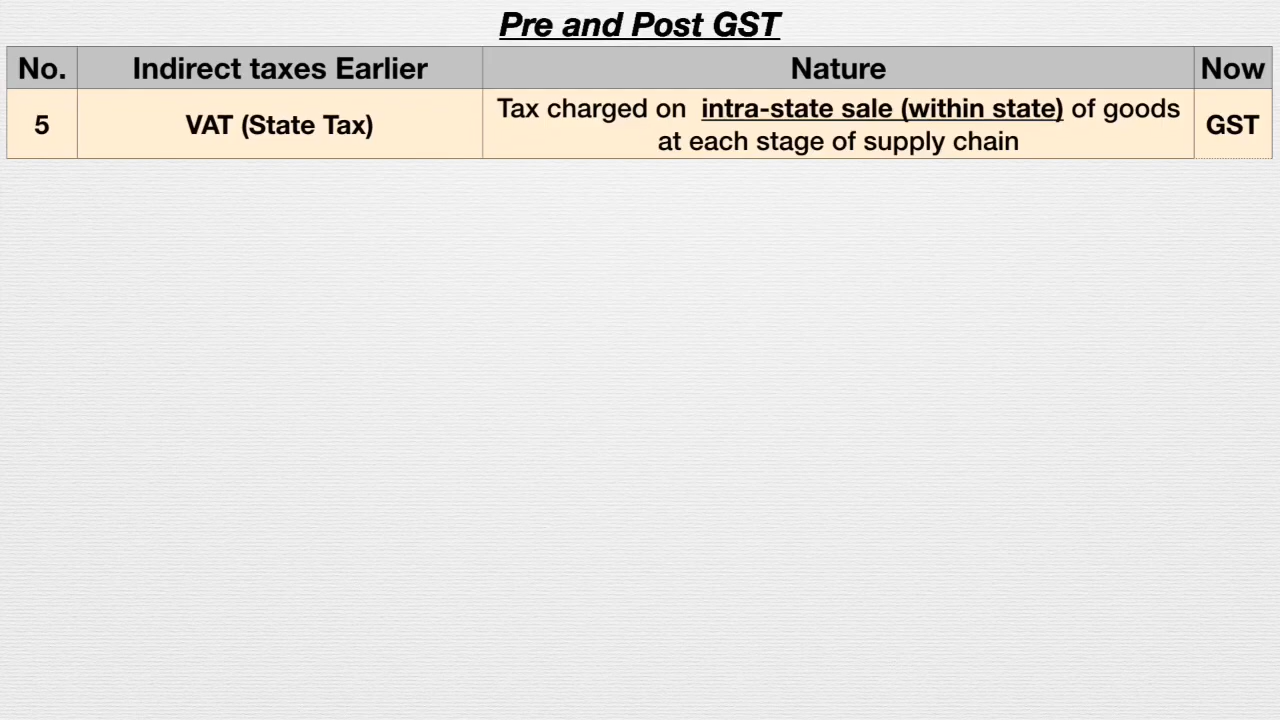 Pre and Post GST
No. Indirect taxes Earlier Nature Now
5 VAT (State Tax) Tax charged on intra-state sale (within state) of goods
at each stage of supply chain GST